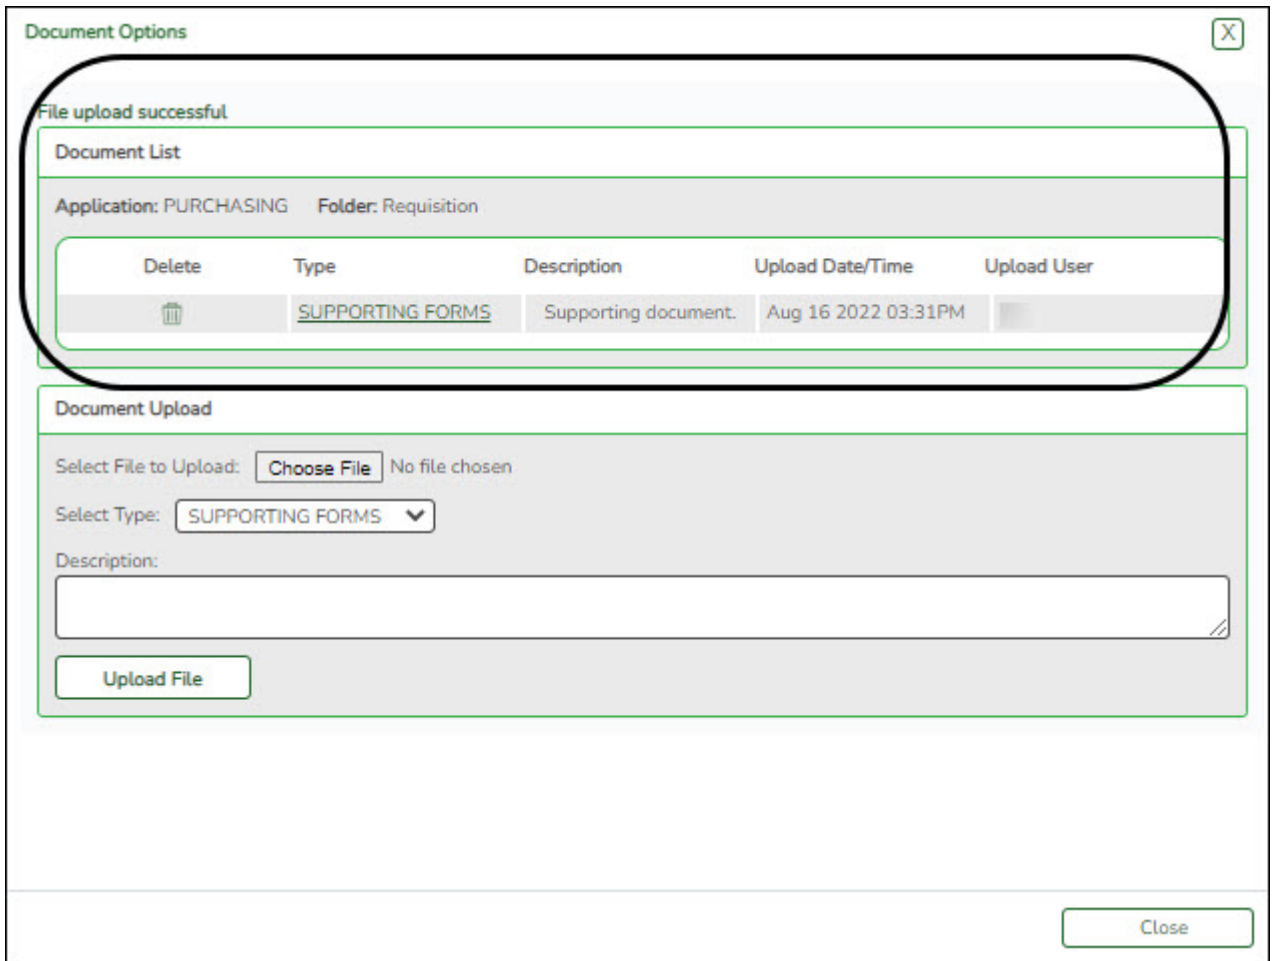 Document Options X
File upload successful
Document List
Application: PURCHASING Folder: Requisition
Delete Type Description Upload Date/Time Upload User
SUPPORTING FORMS Supporting document. Aug 16 2022 03:31PM
Document Upload
Select File to Upload: Choose File No file chosen
Select Type: SUPPORTING FORMS
Description:
Upload File
Close